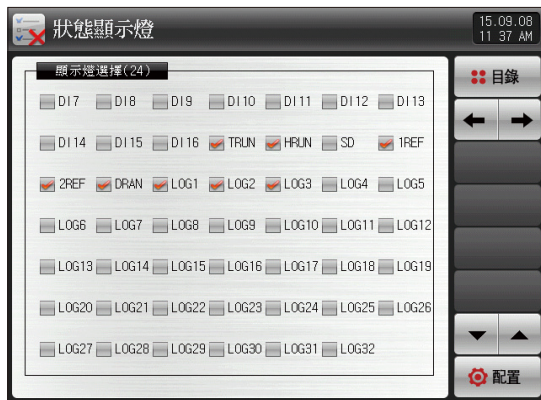 狀態顯示燈
15.09.08
11 37 AM
顯示燈選擇(24)
DI7 DI8 DI9 DI10 DI11 DI12 DI13
DI14 DI15 DI16 TRUN HRUN SD 1REF
2REF DRAN LOG1 LOG2 LOG3 LOG4 LOG5
LOG6 LOG7 LOG8 LOG9 LOG10 LOG11 LOG12
LOG13 LOG14 LOG15 LOG16 LOG17 LOG18 LOG19
LOG20 LOG21 LOG22 LOG23 LOG24 LOG25 LOG26
LOG27 LOG28 LOG29 LOG30 LOG31 LOG32
目錄
配置